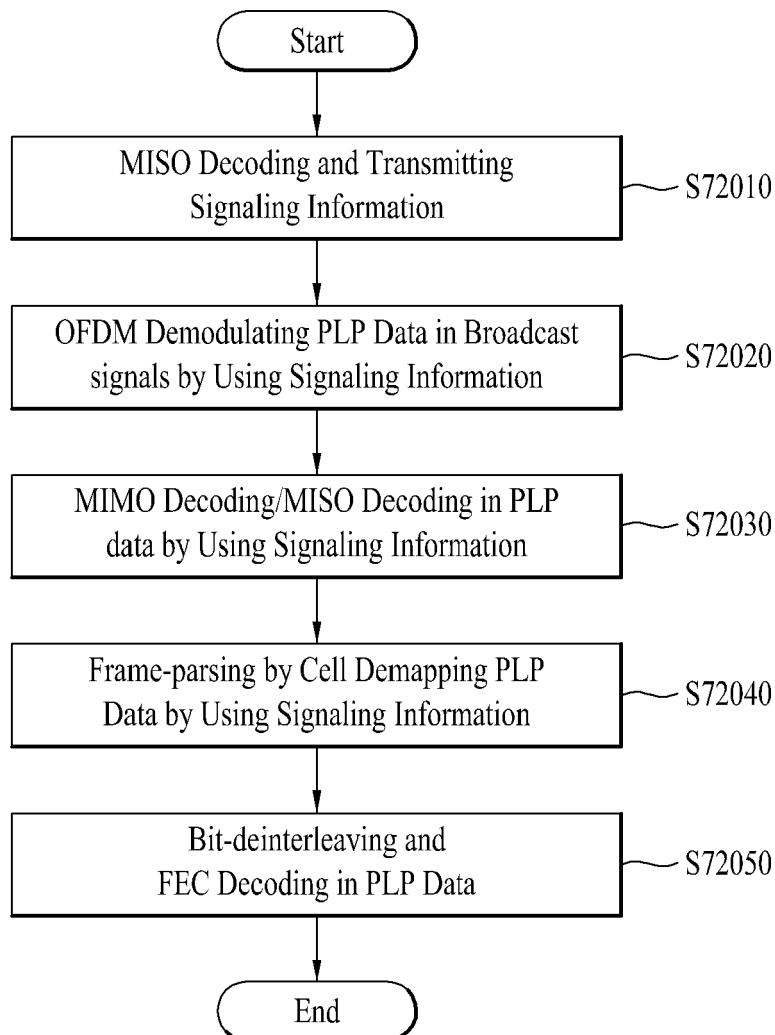 Start
MISO Decoding and Transmitting
Signaling Information
S72010
OFDM Demodulating PLP Data in Broadcast
signals by Using Signaling Information
S72020
MIMO Decoding/MISO Decoding in PLP
data by Using Signaling Information
S72030
Frame-parsing by Cell Demapping PLP
Data by Using Signaling Information
S72040
Bit-deinterleaving and
FEC Decoding in PLP Data
S72050
End